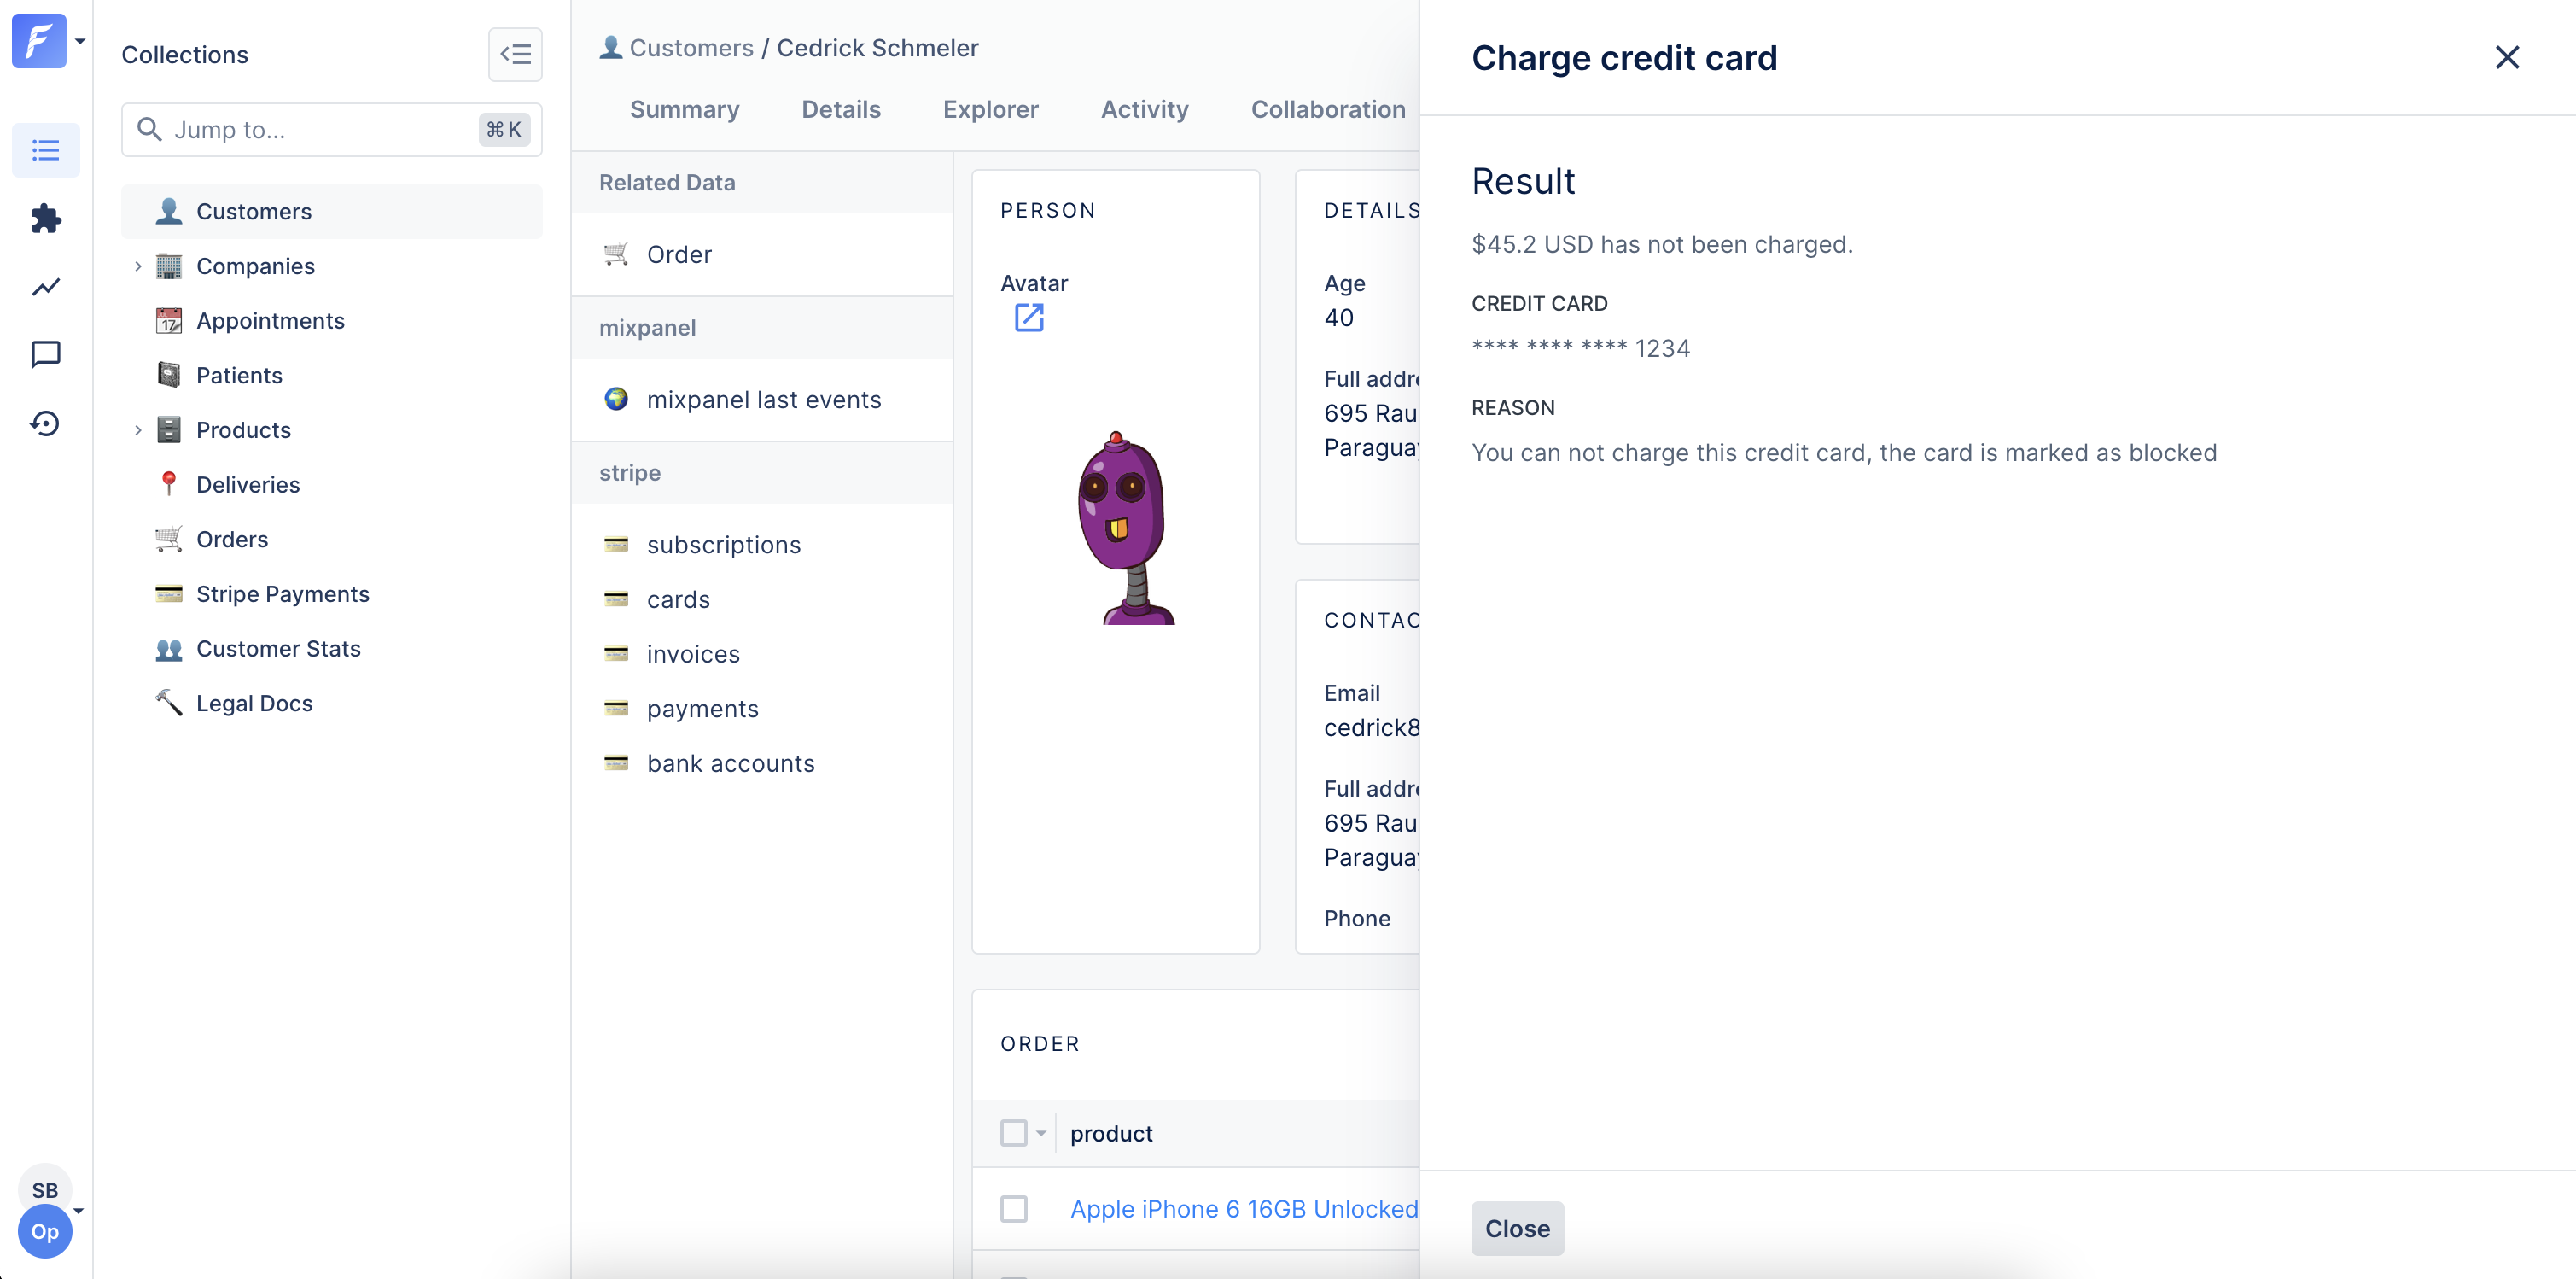 Collections
Jump to...
⌘ K
Customers
Companies
Appointments
Patients
Products
Deliveries
Orders
Stripe Payments
Customer Stats
Legal Docs
SB
Op
Customers / Cedrick Schmeler
Summary Details Explorer Activity Collaboration
Related Data
Order
mixpanel
mixpanel last events
stripe
subscriptions
cards
invoices
payments
bank accounts
PERSON
Avatar
DETAILS
Age
40
Full addre
695 Rau
Paraguay
CONTAC
Email
cedrick8
Full addre
695 Rau
Paraguay
Phone
ORDER
product
Apple iPhone 6 16GB Unlocked
Charge credit card
Result
$45.2 USD has not been charged.
CREDIT CARD
**** **** **** 1234
REASON
You can not charge this credit card, the card is marked as blocked
Close